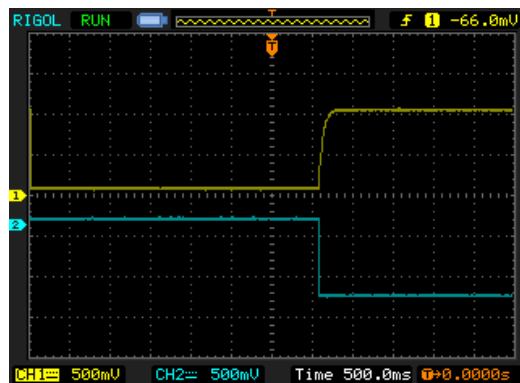 RIGOL RUN T f 1 -66.0mV
T
1
2
CH1 500mV CH2 500mV Time 500.0ms T→0.0000s